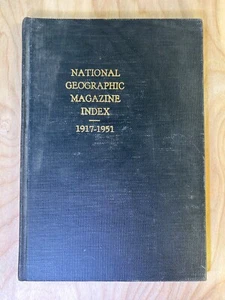 NATIONAL
GEOGRAPHIC
MAGAZINE
INDEX
1917-1951